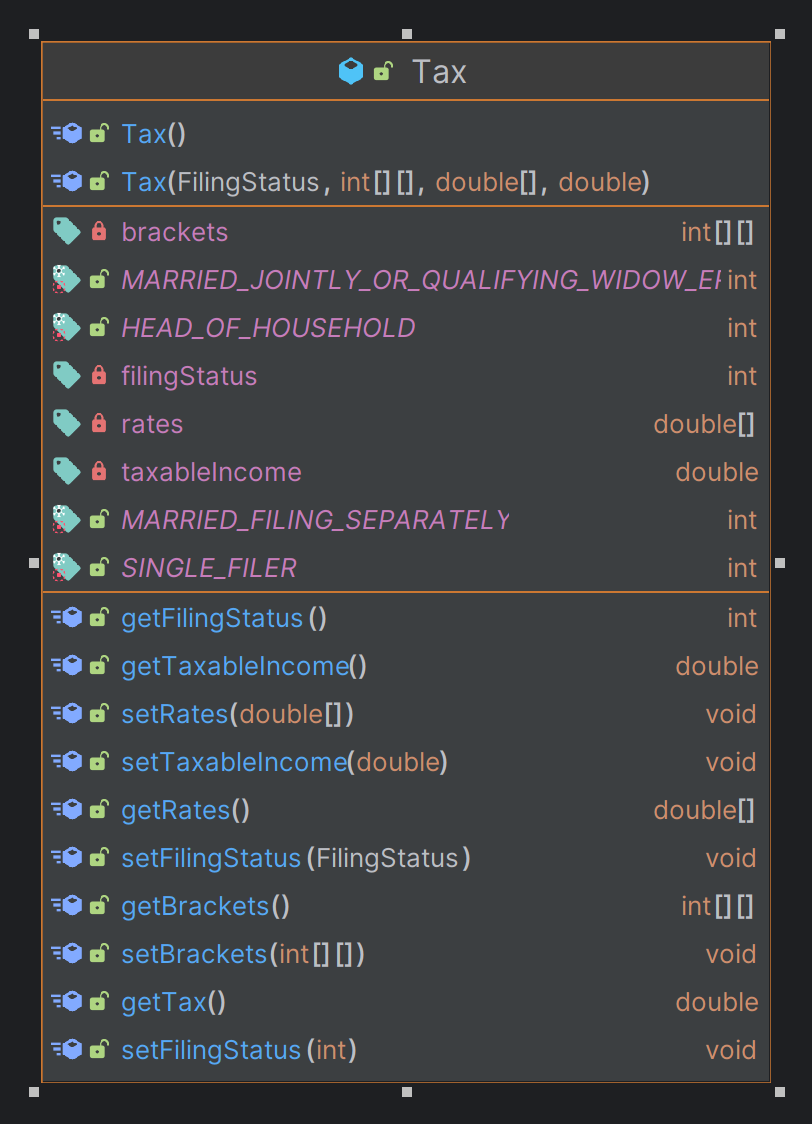 Tax
Tax()
Tax(FilingStatus, int[][], double[], double)
brackets int[][]
int
HEAD_OF_HOUSEHOLD int
filingStatus int
rates double[]
taxableIncome double
MARRIED_FILING_SEPARATELY int
SINGLE_FILER int
getFilingStatus() int
getTaxableIncome() double
setRates(double[]) void
setTaxableIncome(double) void
getRates() double[]
setFilingStatus(FilingStatus) void
getBrackets() int[][]
setBrackets(int[][]) void
getTax() double
setFilingStatus(int) void